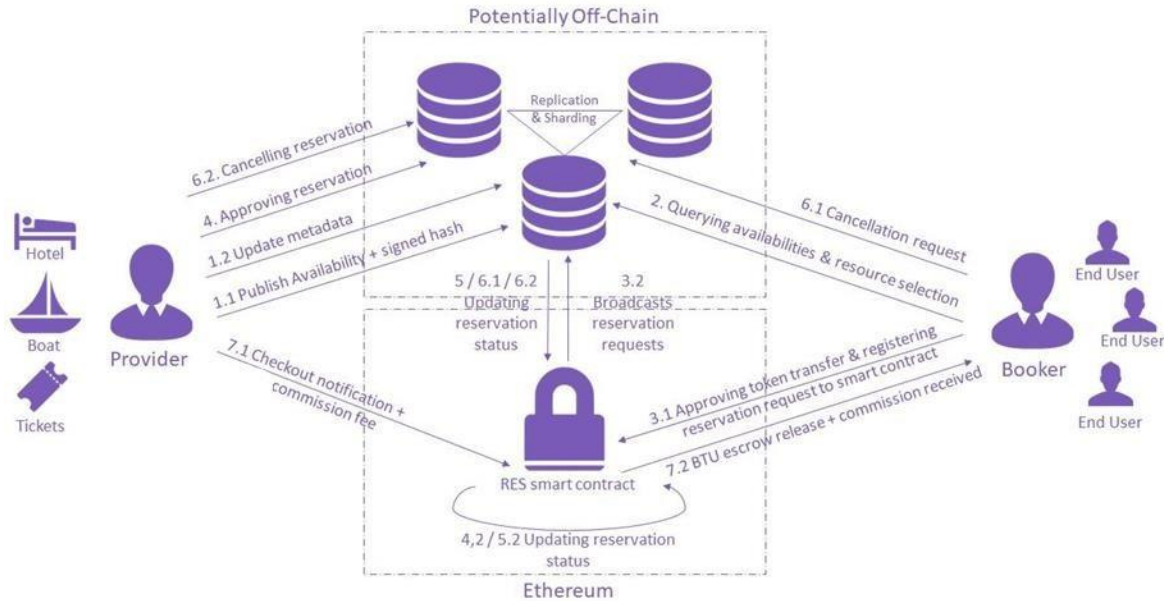 Potentially Off-Chain
Replication
& Sharding
6.2. Cancelling reservation
4. Approving reservation
1.2 Update metadata
1.1 Publish Availability + signed hash
6.1 Cancellation request
2. Querying availabilities & resource selection
Hotel
Boat
Tickets
Provider
End User
End User
End User
Booker
5 / 6.1 / 6.2
Updating
reservation
status
3.2
Broadcasts
reservation
requests
7.1 Checkout notification +
commission fee
3.1 Approving token transfer & registering
reservation request to smart contract
7.2 BTU escrow release + commission received
RES smart contract
4,2 / 5.2 Updating reservation
status
Ethereum